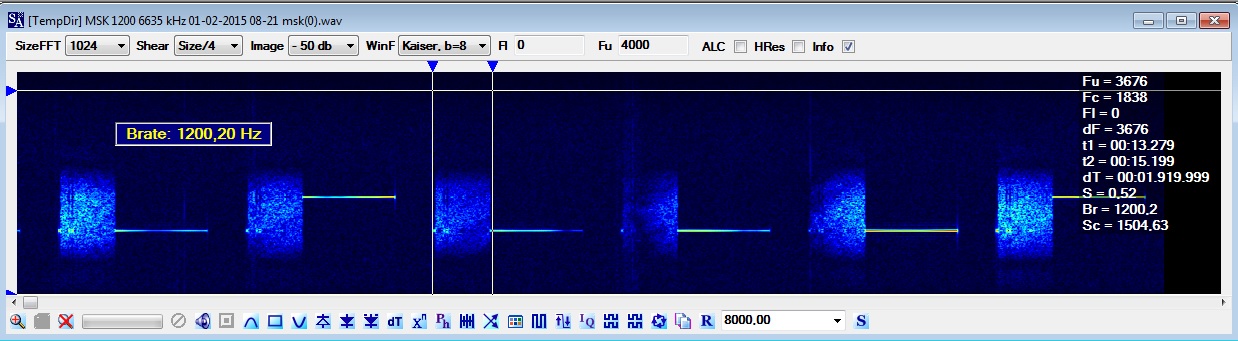 SA [TempDir] MSK 1200 6635 kHz 01-02-2015 08-21 msk(0).wav
SizeFFT 1024 Shear Size/4 Image - 50 db WinF Kaiser, b=8 Fl 0 Fu 4000 ALC HRes Info
Fu = 3676
Fc = 1838
Fl = 0
dF = 3676
t1 = 00:13.279
t2 = 00:15.199
dT = 00:01.919.999
S = 0,52
Br = 1200,2
Sc = 1504,63
Brate: 1200,20 Hz
dT xn Ph IQ R 8000,00 S